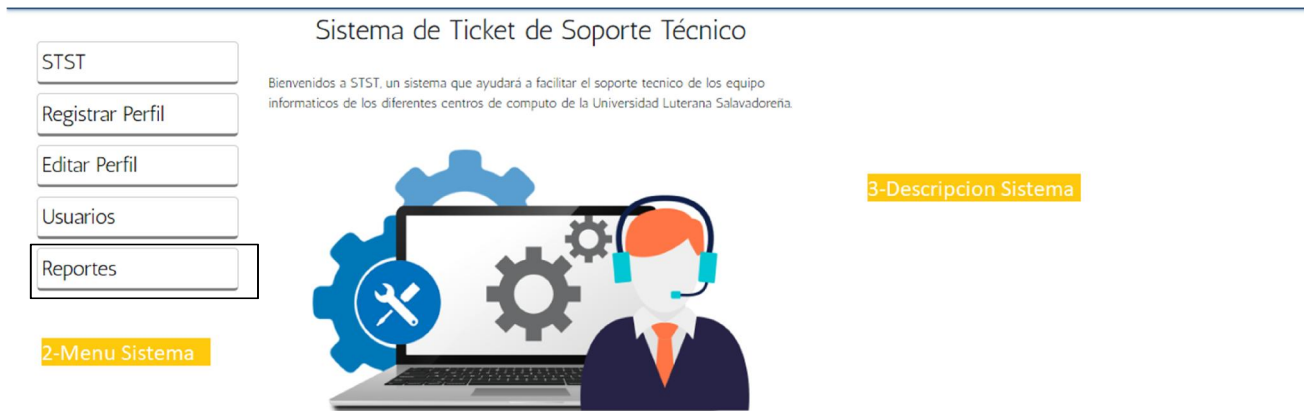 Sistema de Ticket de Soporte Técnico
STST
Registrar Perfil
Editar Perfil
Usuarios
Reportes
2-Menu Sistema
Bienvenidos a STST, un sistema que ayudará a facilitar el soporte tecnico de los equipo
informaticos de los diferentes centros de computo de la Universidad Luterana Salavadoreña.
3-Descripcion Sistema